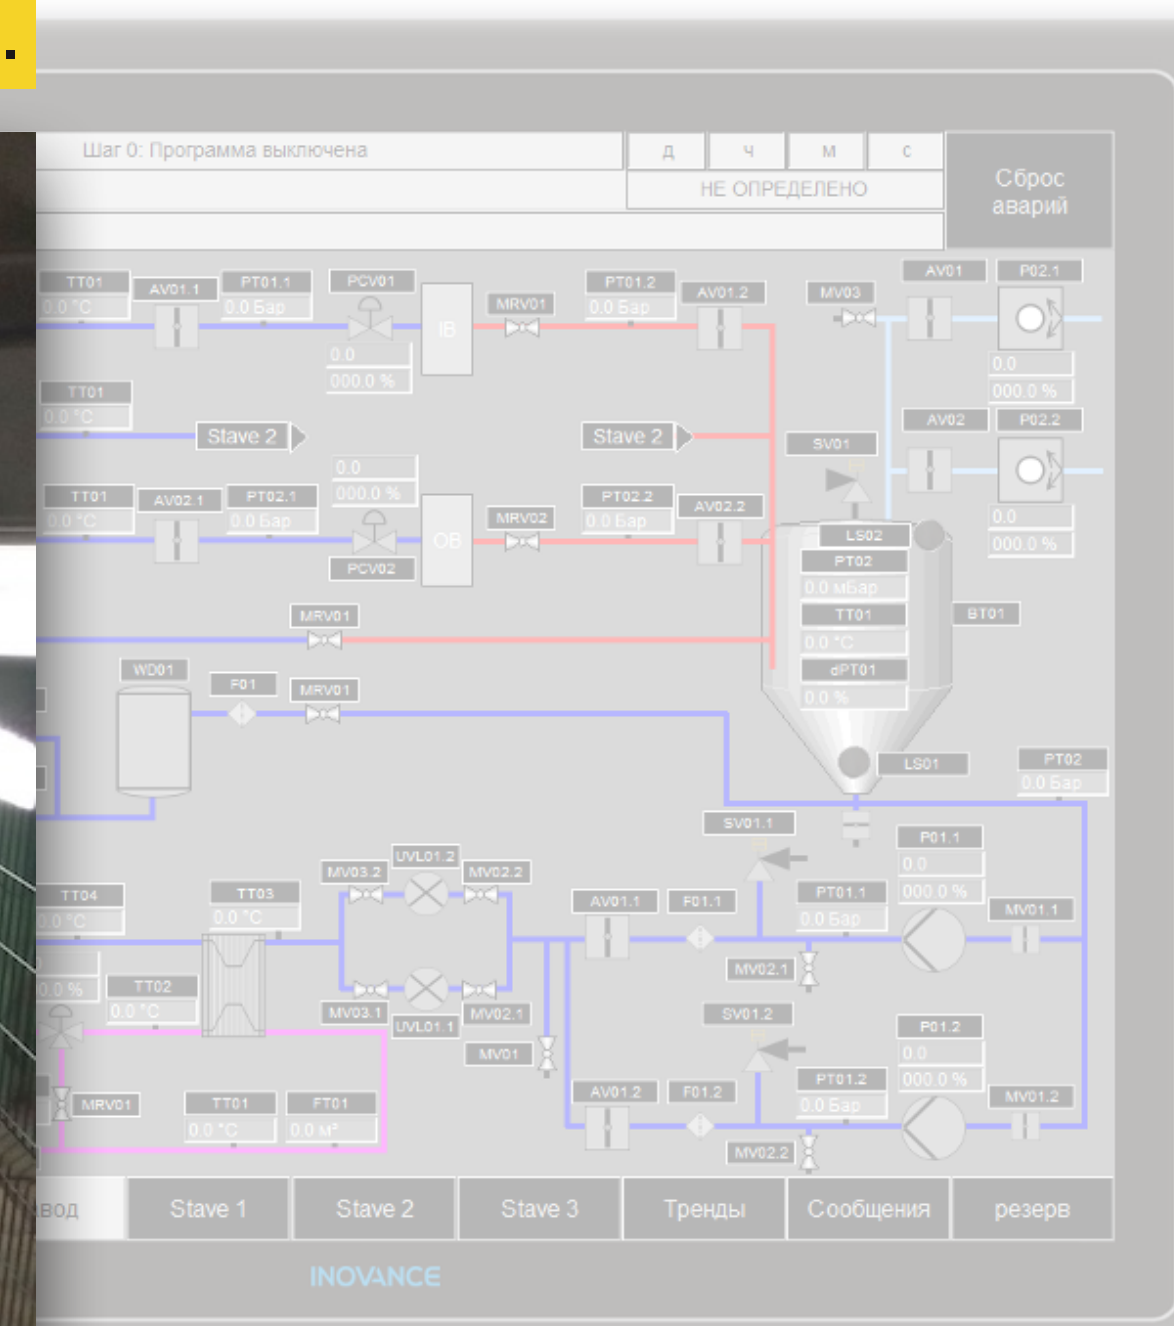 .
Шаг 0: Программа выключена
д ч м с
НЕ ОПРЕДЕЛЕНО
Сброс
аварий
AV01 P02.1
TT01 AV01.1 PT01.1 PCV01 PT01.2 AV01.2 MV03
0.0 °C 0.0 Бар MRV01 0.0 Бар
IB
0.0
000.0 %
0.0
000.0 %
TT01
0.0 °C
AV02 P02.2
Stave 2 Stave 2
SV01
0.0
000.0 %
TT01 AV02.1 PT02.1 PT02.2 AV02.2
0.0 °C 0.0 Бар MRV02 0.0 Бар
OB
PCV02
0.0
000.0 %
LS02
PT02
0.0 мБар
TT01
0.0 °C
dPT01
0.0 %
BT01
MRV01
WD01
F01 MRV01
LS01
PT02
0.0 Бар
SV01.1
P01.1
0.0
000.0 %
UVL01.2
MV03.2 MV02.2
TT04 TT03
0.0 °C 0.0 °C
AV01.1 F01.1 PT01.1
0.0 Бар
MV01.1
MV02.1
0.0 %
TT02
0.0 °C
MV03.1 MV02.1
UVL01.1
SV01.2
P01.2
0.0
000.0 %
MV01
MRV01
TT01 FT01
0.0 °C 0.0 м³
AV01.2 F01.2 PT01.2
0.0 Бар
MV01.2
MV02.2
вод Stave 1 Stave 2 Stave 3 Тренды Сообщения резерв
INOVANCE